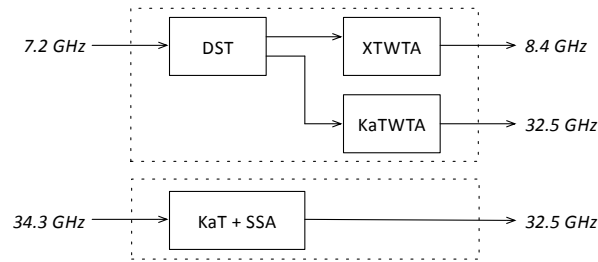 7.2 GHz DST XTWTA 8.4 GHz
KaTWTA 32.5 GHz
34.3 GHz KaT + SSA 32.5 GHz